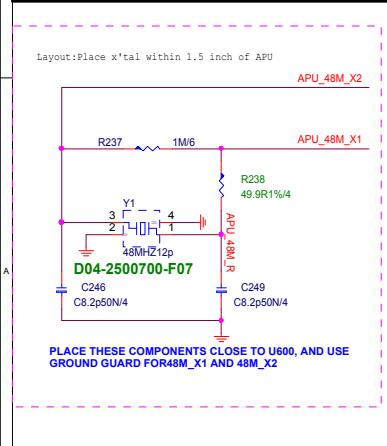 Layout:Place x'tal within 1.5 inch of APU
APU_48M_X2
APU_48M_X1
R237 1M/6
R238
49.9R1%/4
Y1
3 4
2 1
48MHZ12p
APU_48M_R
D04-2500700-F07
A
C246
C8.2p50N/4
C249
C8.2p50N/4
PLACE THESE COMPONENTS CLOSE TO U600, AND USE
GROUND GUARD FOR48M_X1 AND 48M_X2